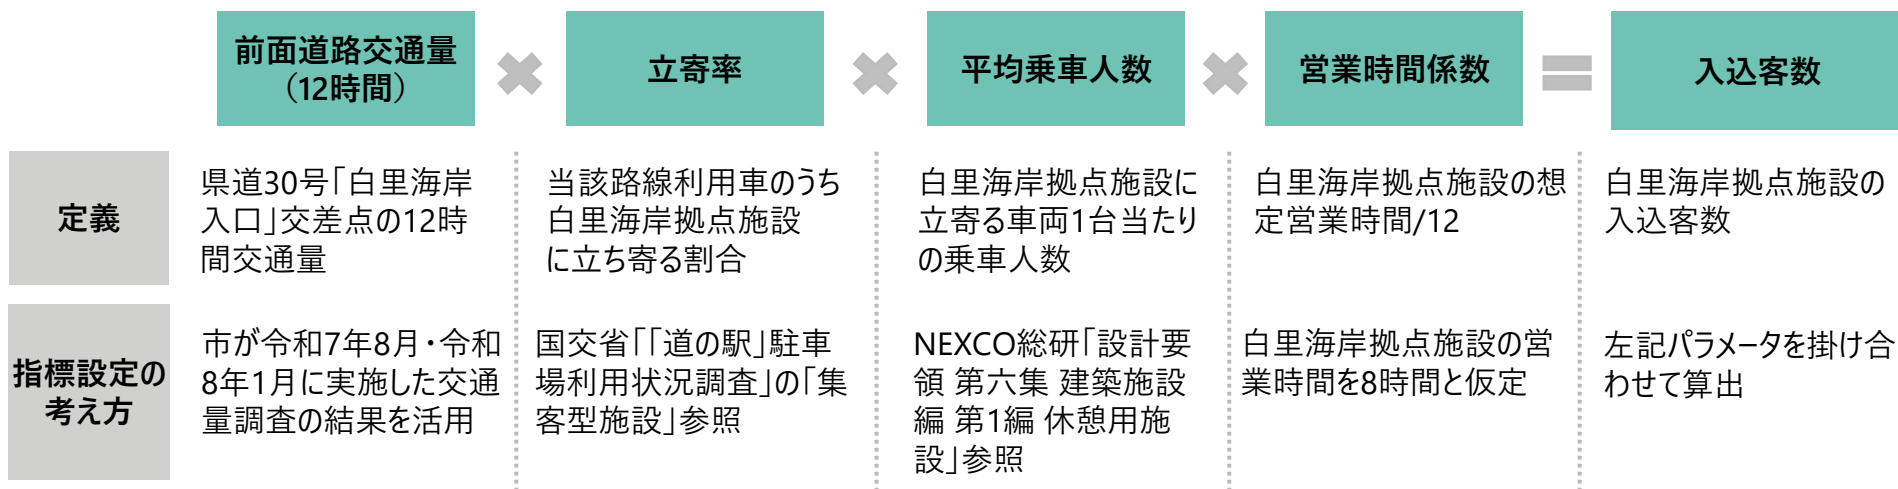 前面道路交通量
（12時間）
立寄率
平均乗車人数
営業時間係数
入込客数
定義
県道30号「白里海岸
入口」交差点の12時
間交通量
当該路線利用車のうち
白里海岸拠点施設
に立ち寄る割合
白里海岸拠点施設に
立寄る車両1台当たり
の乗車人数
白里海岸拠点施設の想
定営業時間/12
白里海岸拠点施設の
入込客数
指標設定の
考え方
市が令和7年8月・令和
8年1月に実施した交通
量調査の結果を活用
国交省「「道の駅」駐車
場利用状況調査」の「集
客型施設」参照
NEXCO総研「設計要
領 第六集 建築施設
編 第1編 休憩用施
設」参照
白里海岸拠点施設の営
業時間を8時間と仮定
左記パラメータを掛け合
わせて算出